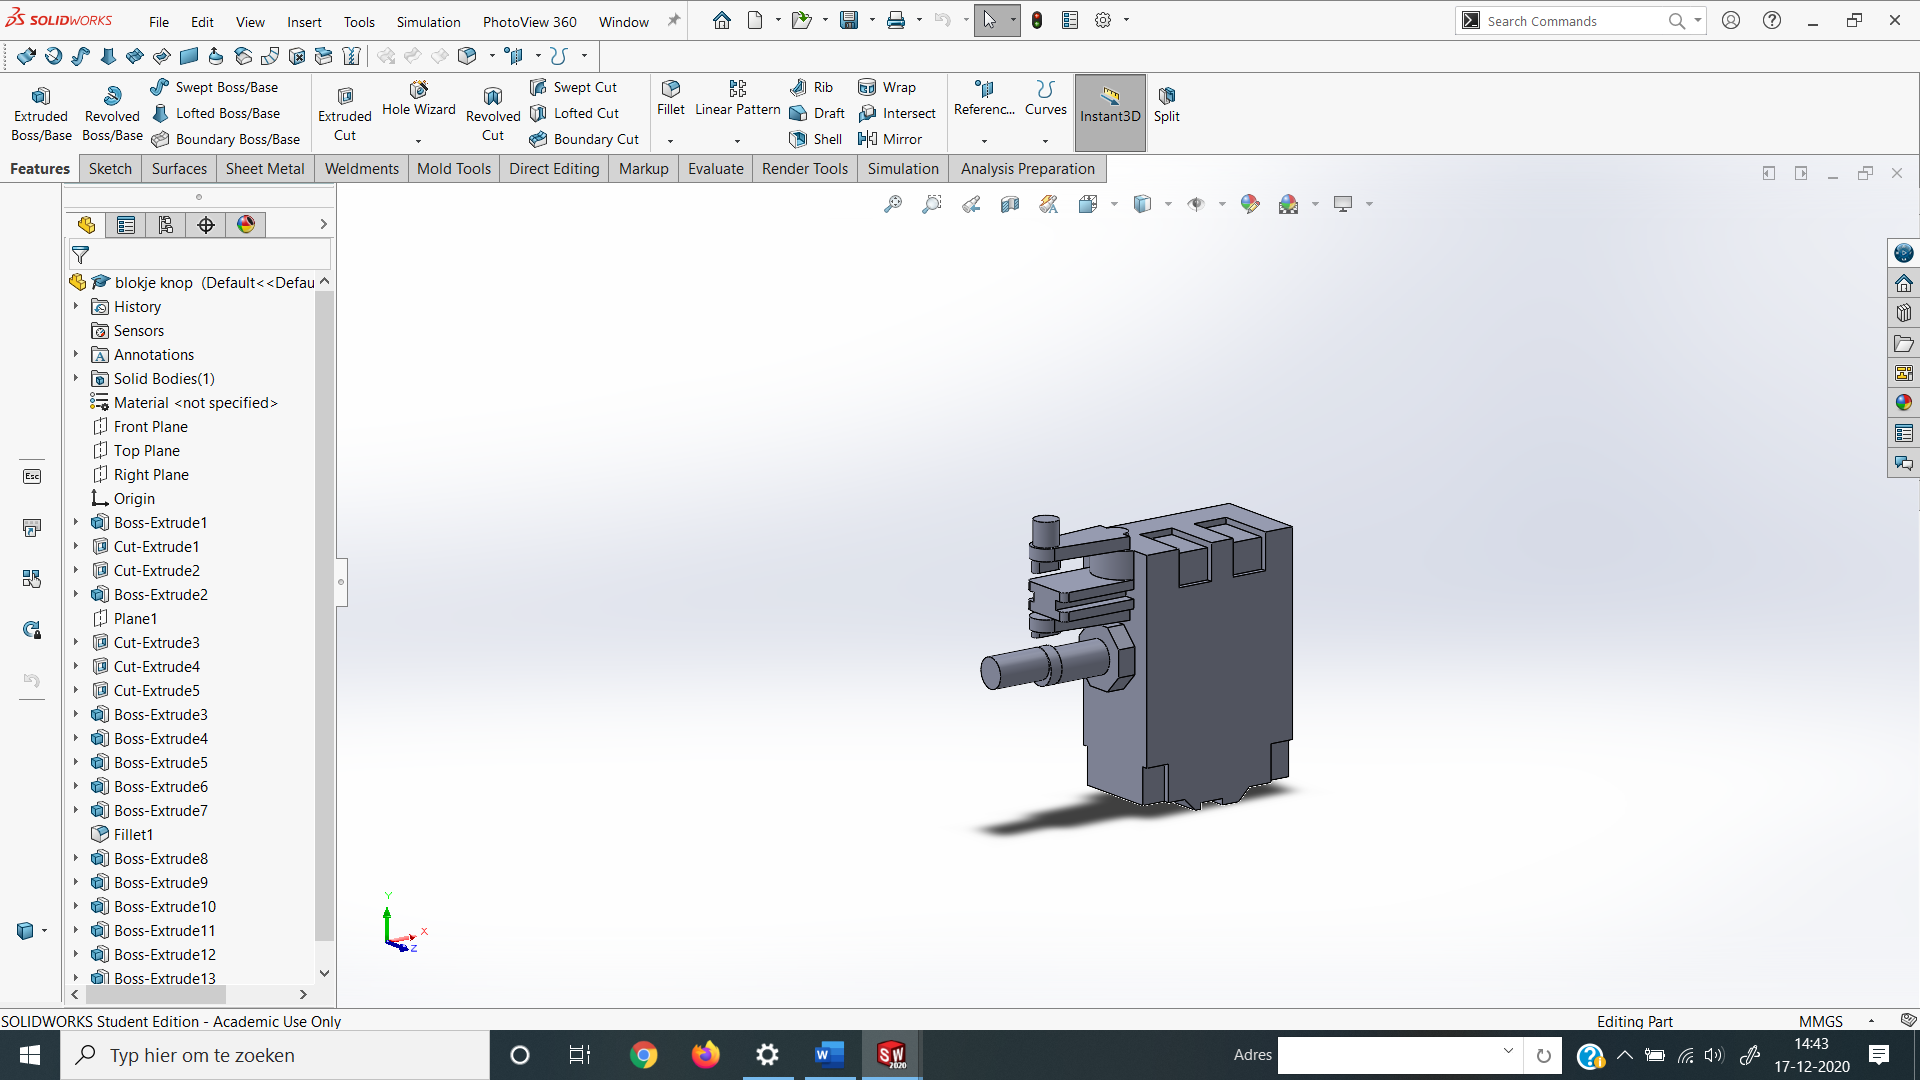 SOLIDWORKS File Edit View Insert Tools Simulation PhotoView 360 Window Search Commands
Extruded Boss/Base
Revolved Boss/Base
Swept Boss/Base
Lofted Boss/Base
Boundary Boss/Base
Extruded Cut
Hole Wizard
Revolved Cut
Swept Cut
Lofted Cut
Boundary Cut
Fillet
Linear Pattern
Rib
Draft
Shell
Wrap
Intersect
Mirror
Referenc...
Curves
Instant3D
Split
Features Sketch Surfaces Sheet Metal Weldments Mold Tools Direct Editing Markup Evaluate Render Tools Simulation Analysis Preparation
blokje knop (Default<<Defau
History
Sensors
Annotations
Solid Bodies(1)
Material <not specified>
Front Plane
Top Plane
Right Plane
Origin
Boss-Extrude1
Cut-Extrude1
Cut-Extrude2
Boss-Extrude2
Plane1
Cut-Extrude3
Cut-Extrude4
Cut-Extrude5
Boss-Extrude3
Boss-Extrude4
Boss-Extrude5
Boss-Extrude6
Boss-Extrude7
Fillet1
Boss-Extrude8
Boss-Extrude9
Boss-Extrude10
Boss-Extrude11
Boss-Extrude12
Boss-Extrude13
Esc
Y
X
Z
SOLIDWORKS Student Edition - Academic Use Only Editing Part MMGS
Typ hier om te zoeken
SW 2020
Adres
14:43
17-12-2020